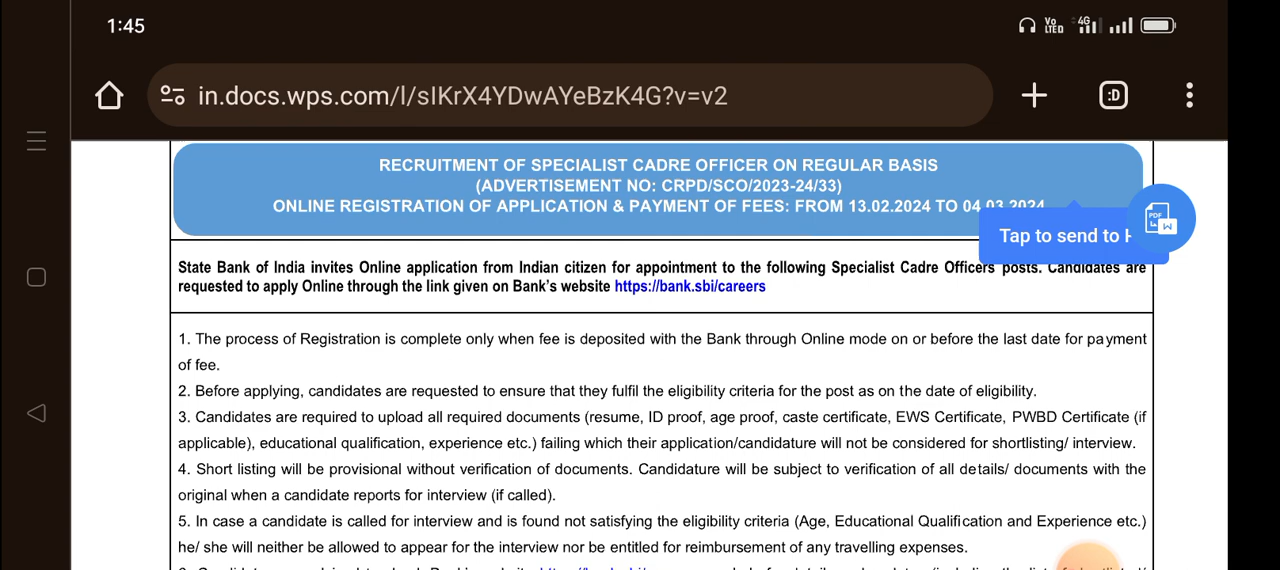 1:45
Vo LTED 4G
in.docs.wps.com/l/sIKrX4YDwAYeBzK4G?v=v2
:D
RECRUITMENT OF SPECIALIST CADRE OFFICER ON REGULAR BASIS
(ADVERTISEMENT NO: CRPD/SCO/2023-24/33)
ONLINE REGISTRATION OF APPLICATION & PAYMENT OF FEES: FROM 13.02.2024 TO 04.03.2024
PDF
W
Tap to send to
State Bank of India invites Online application from Indian citizen for appointment to the following Specialist Cadre Officers posts. Candidates are
requested to apply Online through the link given on Bank's website https://bank.sbi/careers
1. The process of Registration is complete only when fee is deposited with the Bank through Online mode on or before the last date for payment
of fee.
2. Before applying, candidates are requested to ensure that they fulfil the eligibility criteria for the post as on the date of eligibility.
3. Candidates are required to upload all required documents (resume, ID proof, age proof, caste certificate, EWS Certificate, PWBD Certificate (if
applicable), educational qualification, experience etc.) failing which their application/candidature will not be considered for shortlisting/ interview.
4. Short listing will be provisional without verification of documents. Candidature will be subject to verification of all details/ documents with the
original when a candidate reports for interview (if called).
5. In case a candidate is called for interview and is found not satisfying the eligibility criteria (Age, Educational Qualification and Experience etc.)
he/ she will neither be allowed to appear for the interview nor be entitled for reimbursement of any travelling expenses.